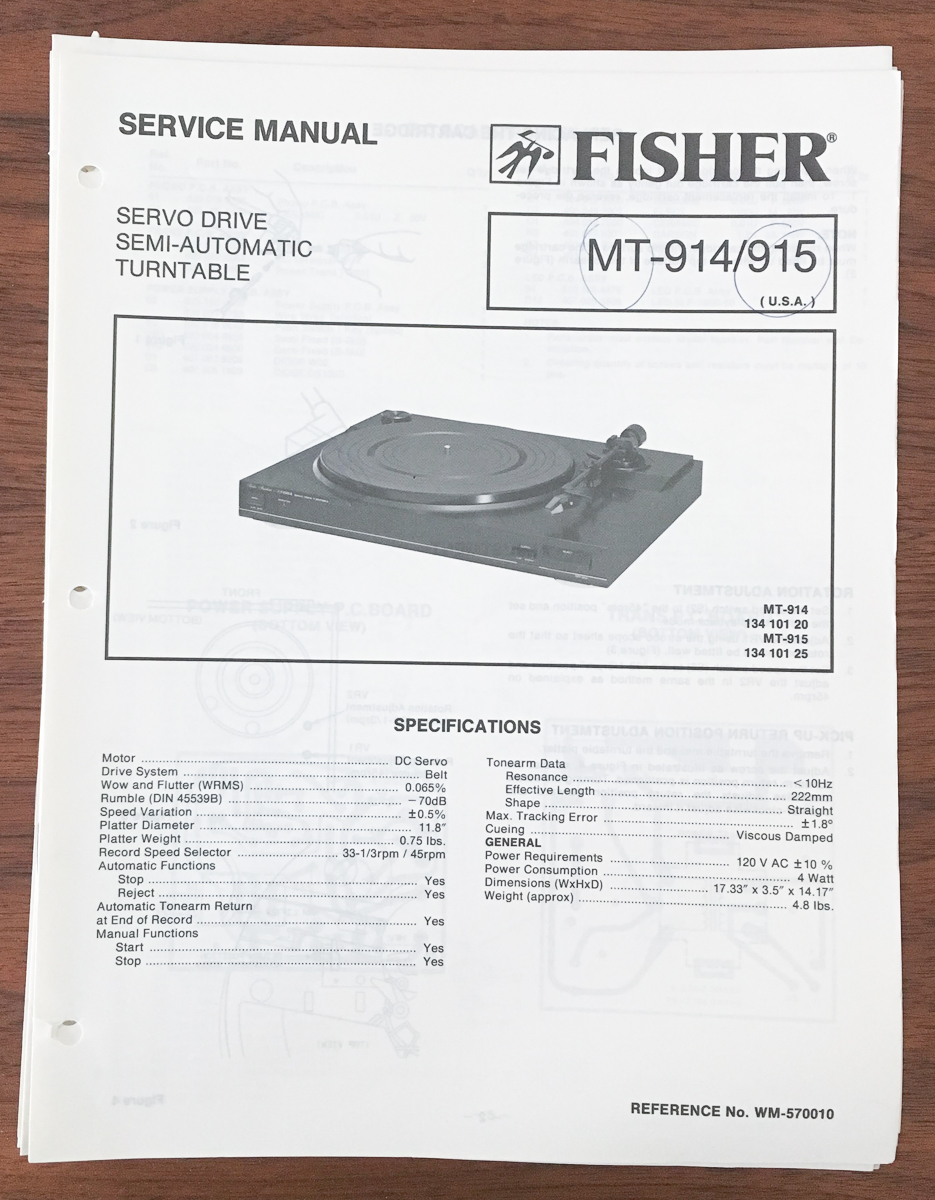 SERVICE MANUAL
FISHER®
SERVO DRIVE
SEMI-AUTOMATIC
TURNTABLE
MT-914/915
( U.S.A. )
FISHER
MT-914
134 101 20
MT-915
134 101 25
SPECIFICATIONS
Motor ........ DC Servo
Drive System ........ Belt
Wow and Flutter (WRMS) ........ 0.065%
Rumble (DIN 45539B) ........ −70dB
Speed Variation ........ ±0.5%
Platter Diameter ........ 11.8"
Platter Weight ........ 0.75 lbs.
Record Speed Selector ........ 33-1/3rpm / 45rpm
Automatic Functions
Stop ........ Yes
Reject ........ Yes
Automatic Tonearm Return
at End of Record ........ Yes
Manual Functions
Start ........ Yes
Stop ........ Yes
Tonearm Data
Resonance ........ < 10Hz
Effective Length ........ 222mm
Shape ........ Straight
Max. Tracking Error ........ ±1.8°
Cueing ........ Viscous Damped
GENERAL
Power Requirements ........ 120 V AC ±10 %
Power Consumption ........ 4 Watt
Dimensions (WxHxD) ........ 17.33" x 3.5" x 14.17"
Weight (approx) ........ 4.8 lbs.
REFERENCE No. WM-570010